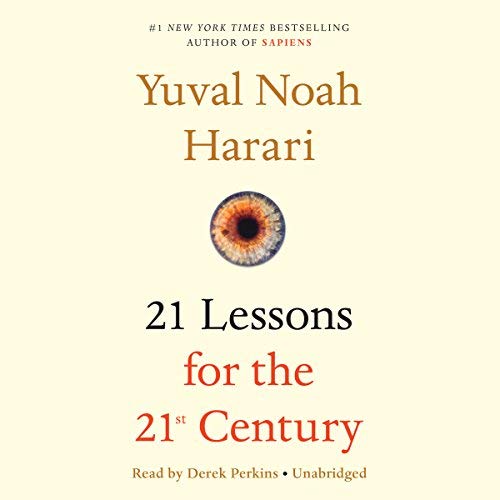 #1 NEW YORK TIMES BESTSELLING
AUTHOR OF SAPIENS
Yuval Noah
Harari
21 Lessons
for the
21st Century
Read by Derek Perkins • Unabridged